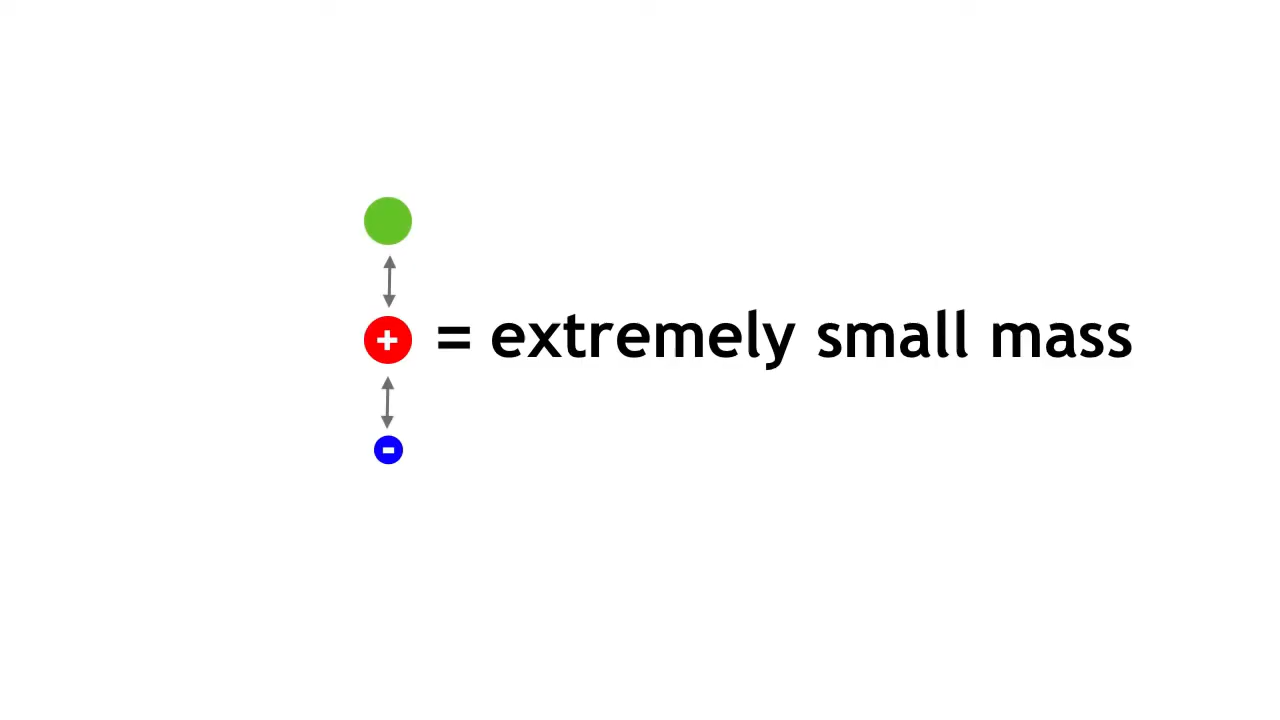 + = extremely small mass
-